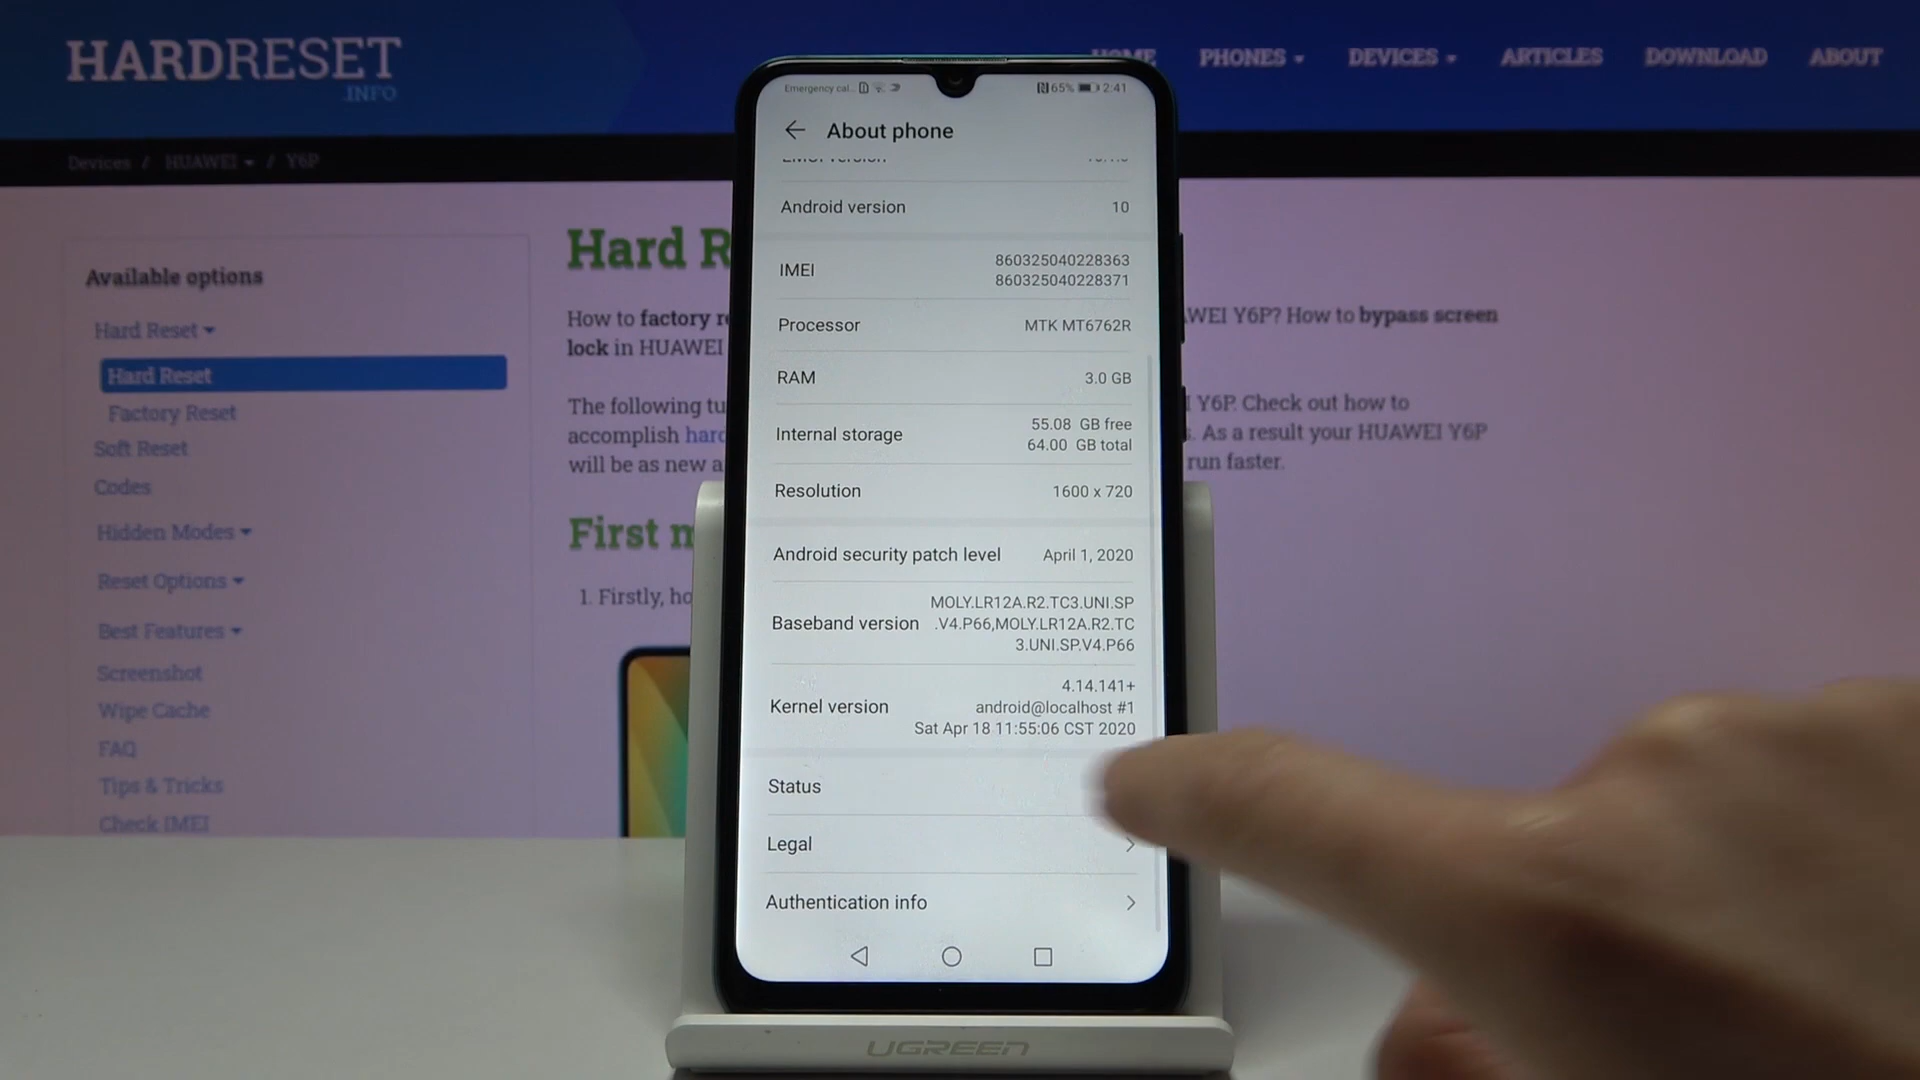 HARDRESET
.INFO
HOME PHONES DEVICES ARTICLES DOWNLOAD ABOUT
Devices / HUAWEI / Y6P
Available options
Hard Reset
Hard Reset
Factory Reset
Soft Reset
Codes
Hidden Modes
Reset Options
Best Features
Screenshot
Wipe Cache
FAQ
Tips & Tricks
Check IMEI
Hard R
How to factory re
WEI Y6P? How to bypass screen
lock in HUAWEI
The following tu
Y6P. Check out how to
accomplish hard
. As a result your HUAWEI Y6P
will be as new a
run faster.
First m
1. Firstly, ho
Emergency cal... 65% 2:41
About phone
EMUI version
Android version 10
IMEI 860325040228363
860325040228371
Processor MTK MT6762R
RAM 3.0 GB
Internal storage 55.08 GB free
64.00 GB total
Resolution 1600 x 720
Android security patch level April 1, 2020
Baseband version MOLY.LR12A.R2.TC3.UNI.SP
.V4.P66,MOLY.LR12A.R2.TC
3.UNI.SP.V4.P66
Kernel version 4.14.141+
android@localhost #1
Sat Apr 18 11:55:06 CST 2020
Status
Legal
Authentication info
UGREEN